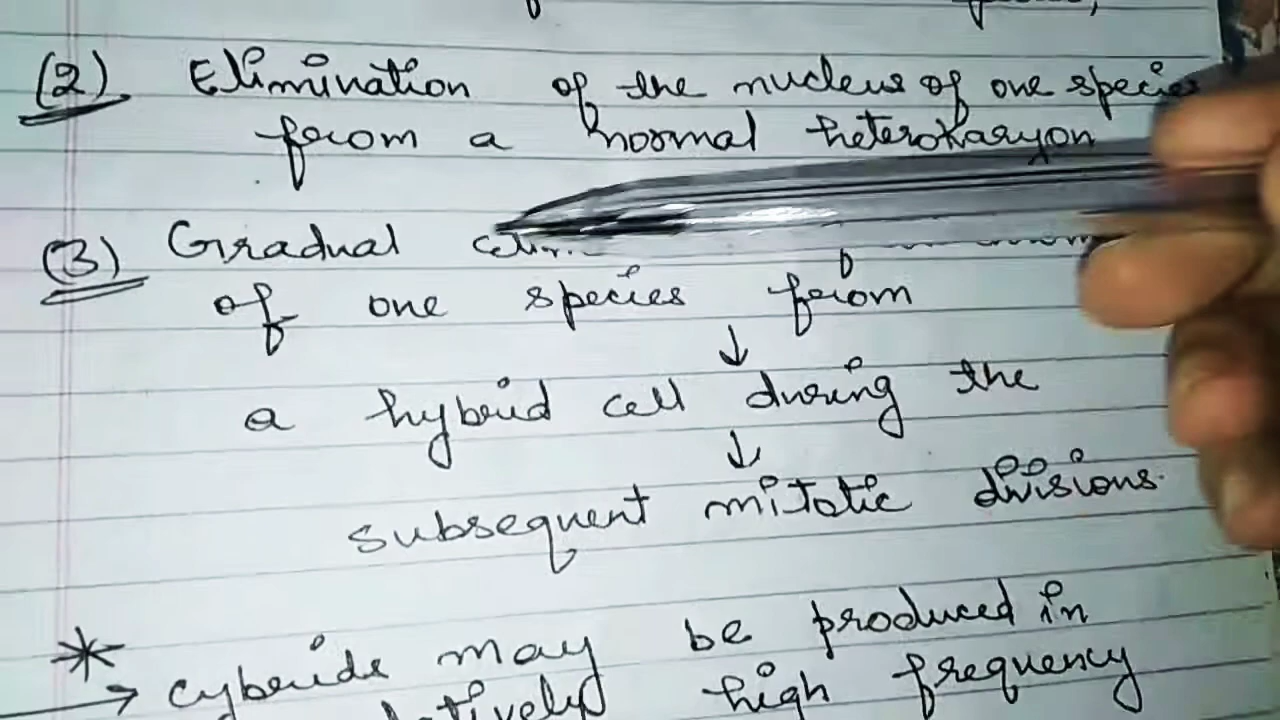 (2) Elimination of the nucleus of one species
from a normal heterokaryon
(3) Gradual
of one species from
↓
a hybrid cell during the
↓
subsequent mitotic divisions.
* → cybrids may be produced in
high frequency